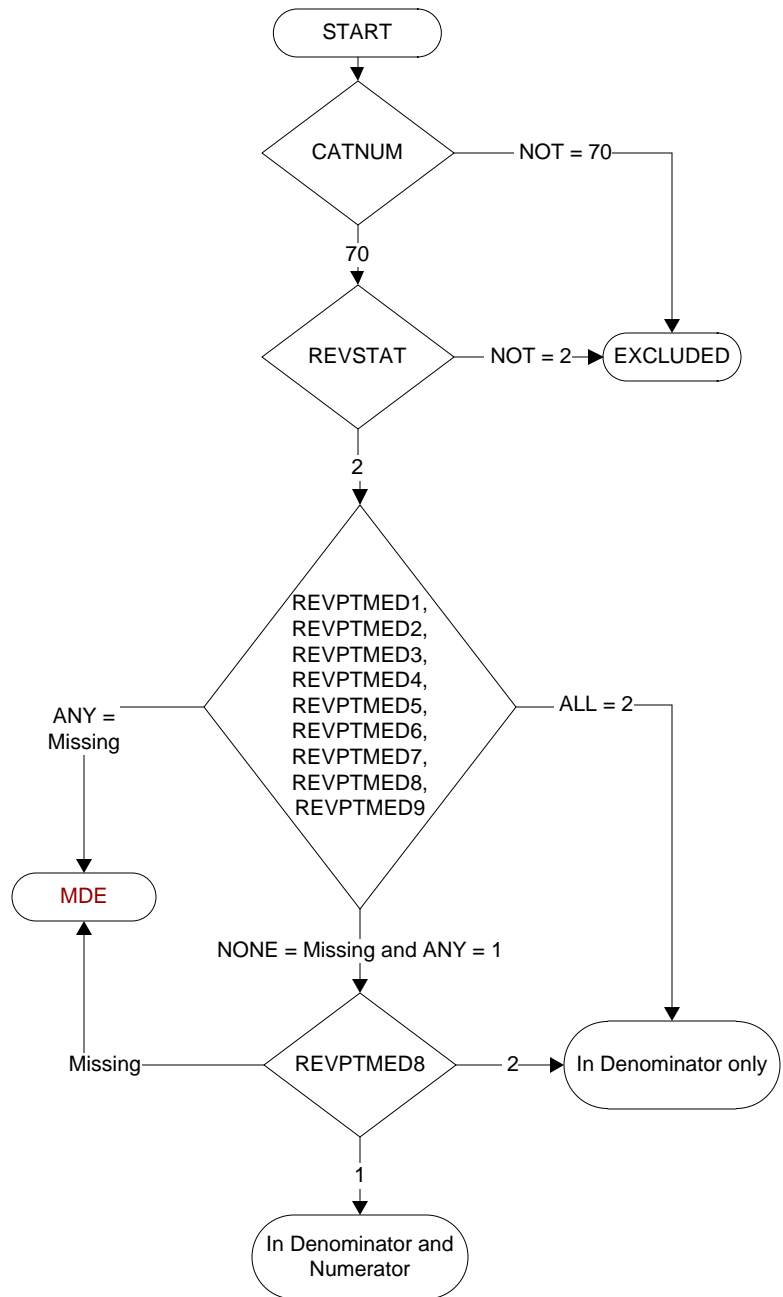 START
CATNUM
NOT = 70
70
REVSTAT
NOT = 2
EXCLUDED
2
REVPTMED1,
REVPTMED2,
REVPTMED3,
REVPTMED4,
REVPTMED5,
REVPTMED6,
REVPTMED7,
REVPTMED8,
REVPTMED9
ANY =
Missing
ALL = 2
MDE
NONE = Missing and ANY = 1
Missing
REVPTMED8
2
In Denominator only
1
In Denominator and
Numerator